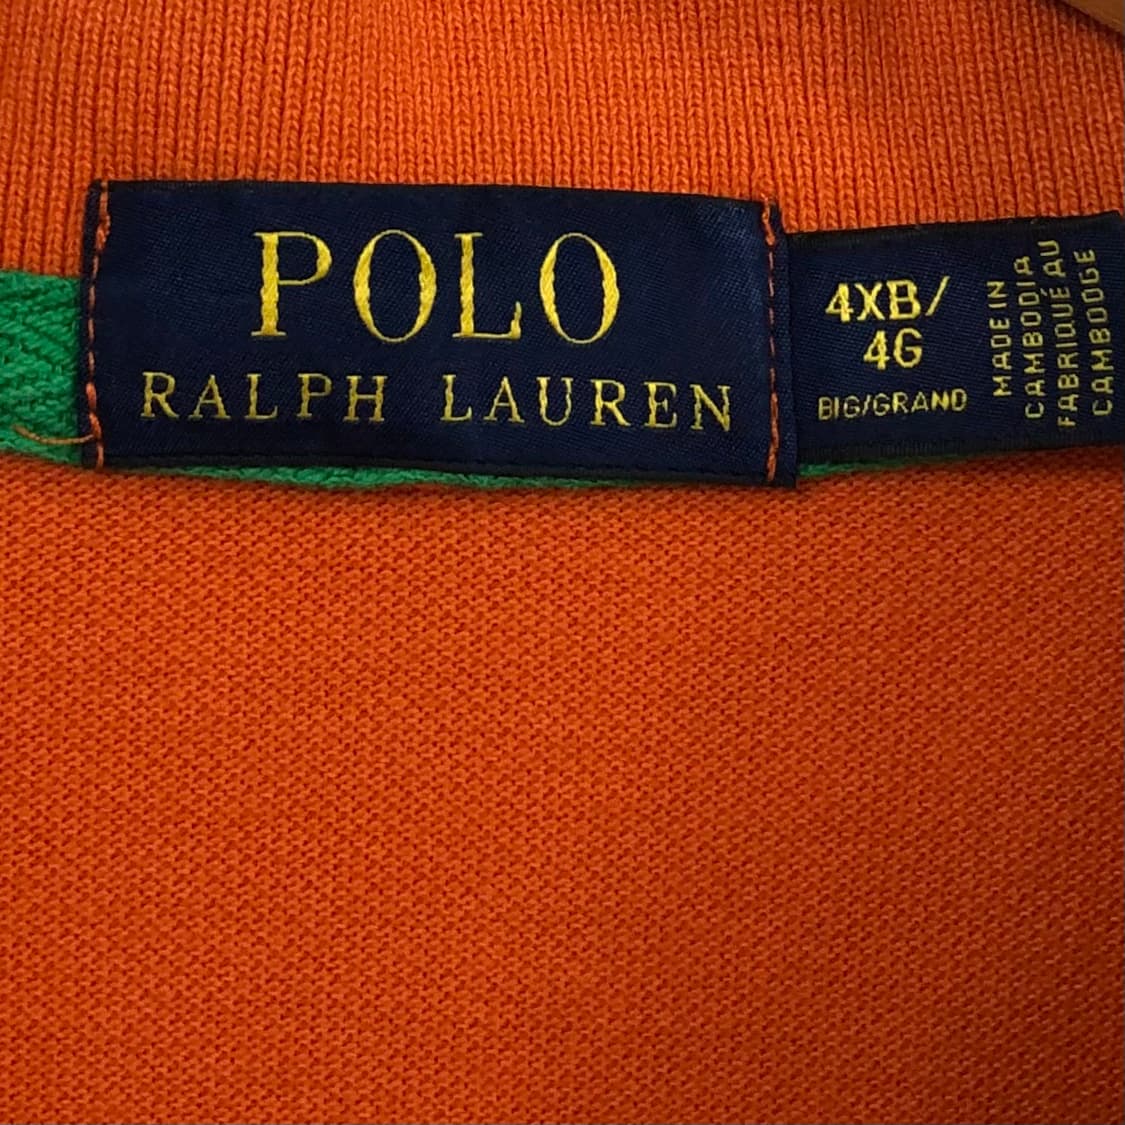 POLO
RALPH LAUREN
4XB/
4G
BIG/GRAND
MADE IN
CAMBODIA
FABRIQUÉ AU
CAMBODGE